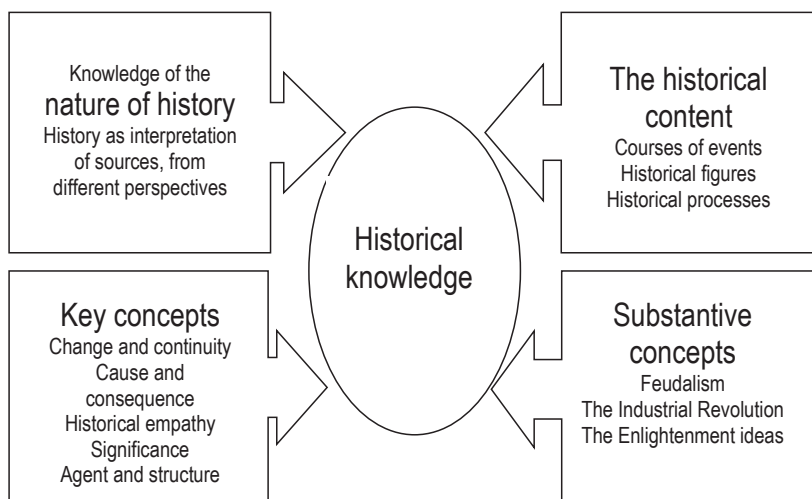 Knowledge of the
nature of history
History as interpretation
of sources, from
different perspectives
The historical
content
Courses of events
Historical figures
Historical processes
Historical
knowledge
Key concepts
Change and continuity
Cause and
consequence
Historical empathy
Significance
Agent and structure
Substantive
concepts
Feudalism
The Industrial Revolution
The Enlightenment ideas